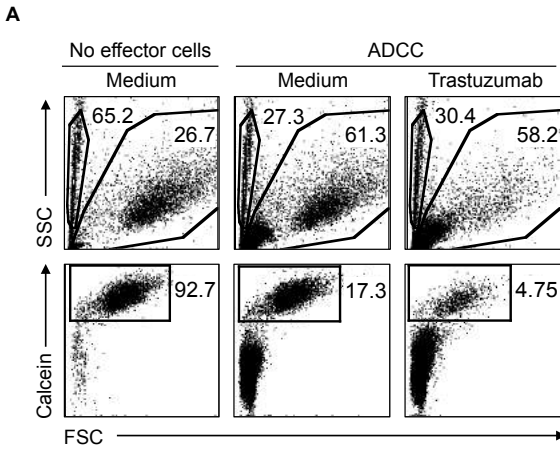 A
No effector cells
ADCC
Medium
Medium
Trastuzumab
65.2
26.7
27.3
61.3
30.4
58.2
SSC
92.7
17.3
4.75
Calcein
FSC